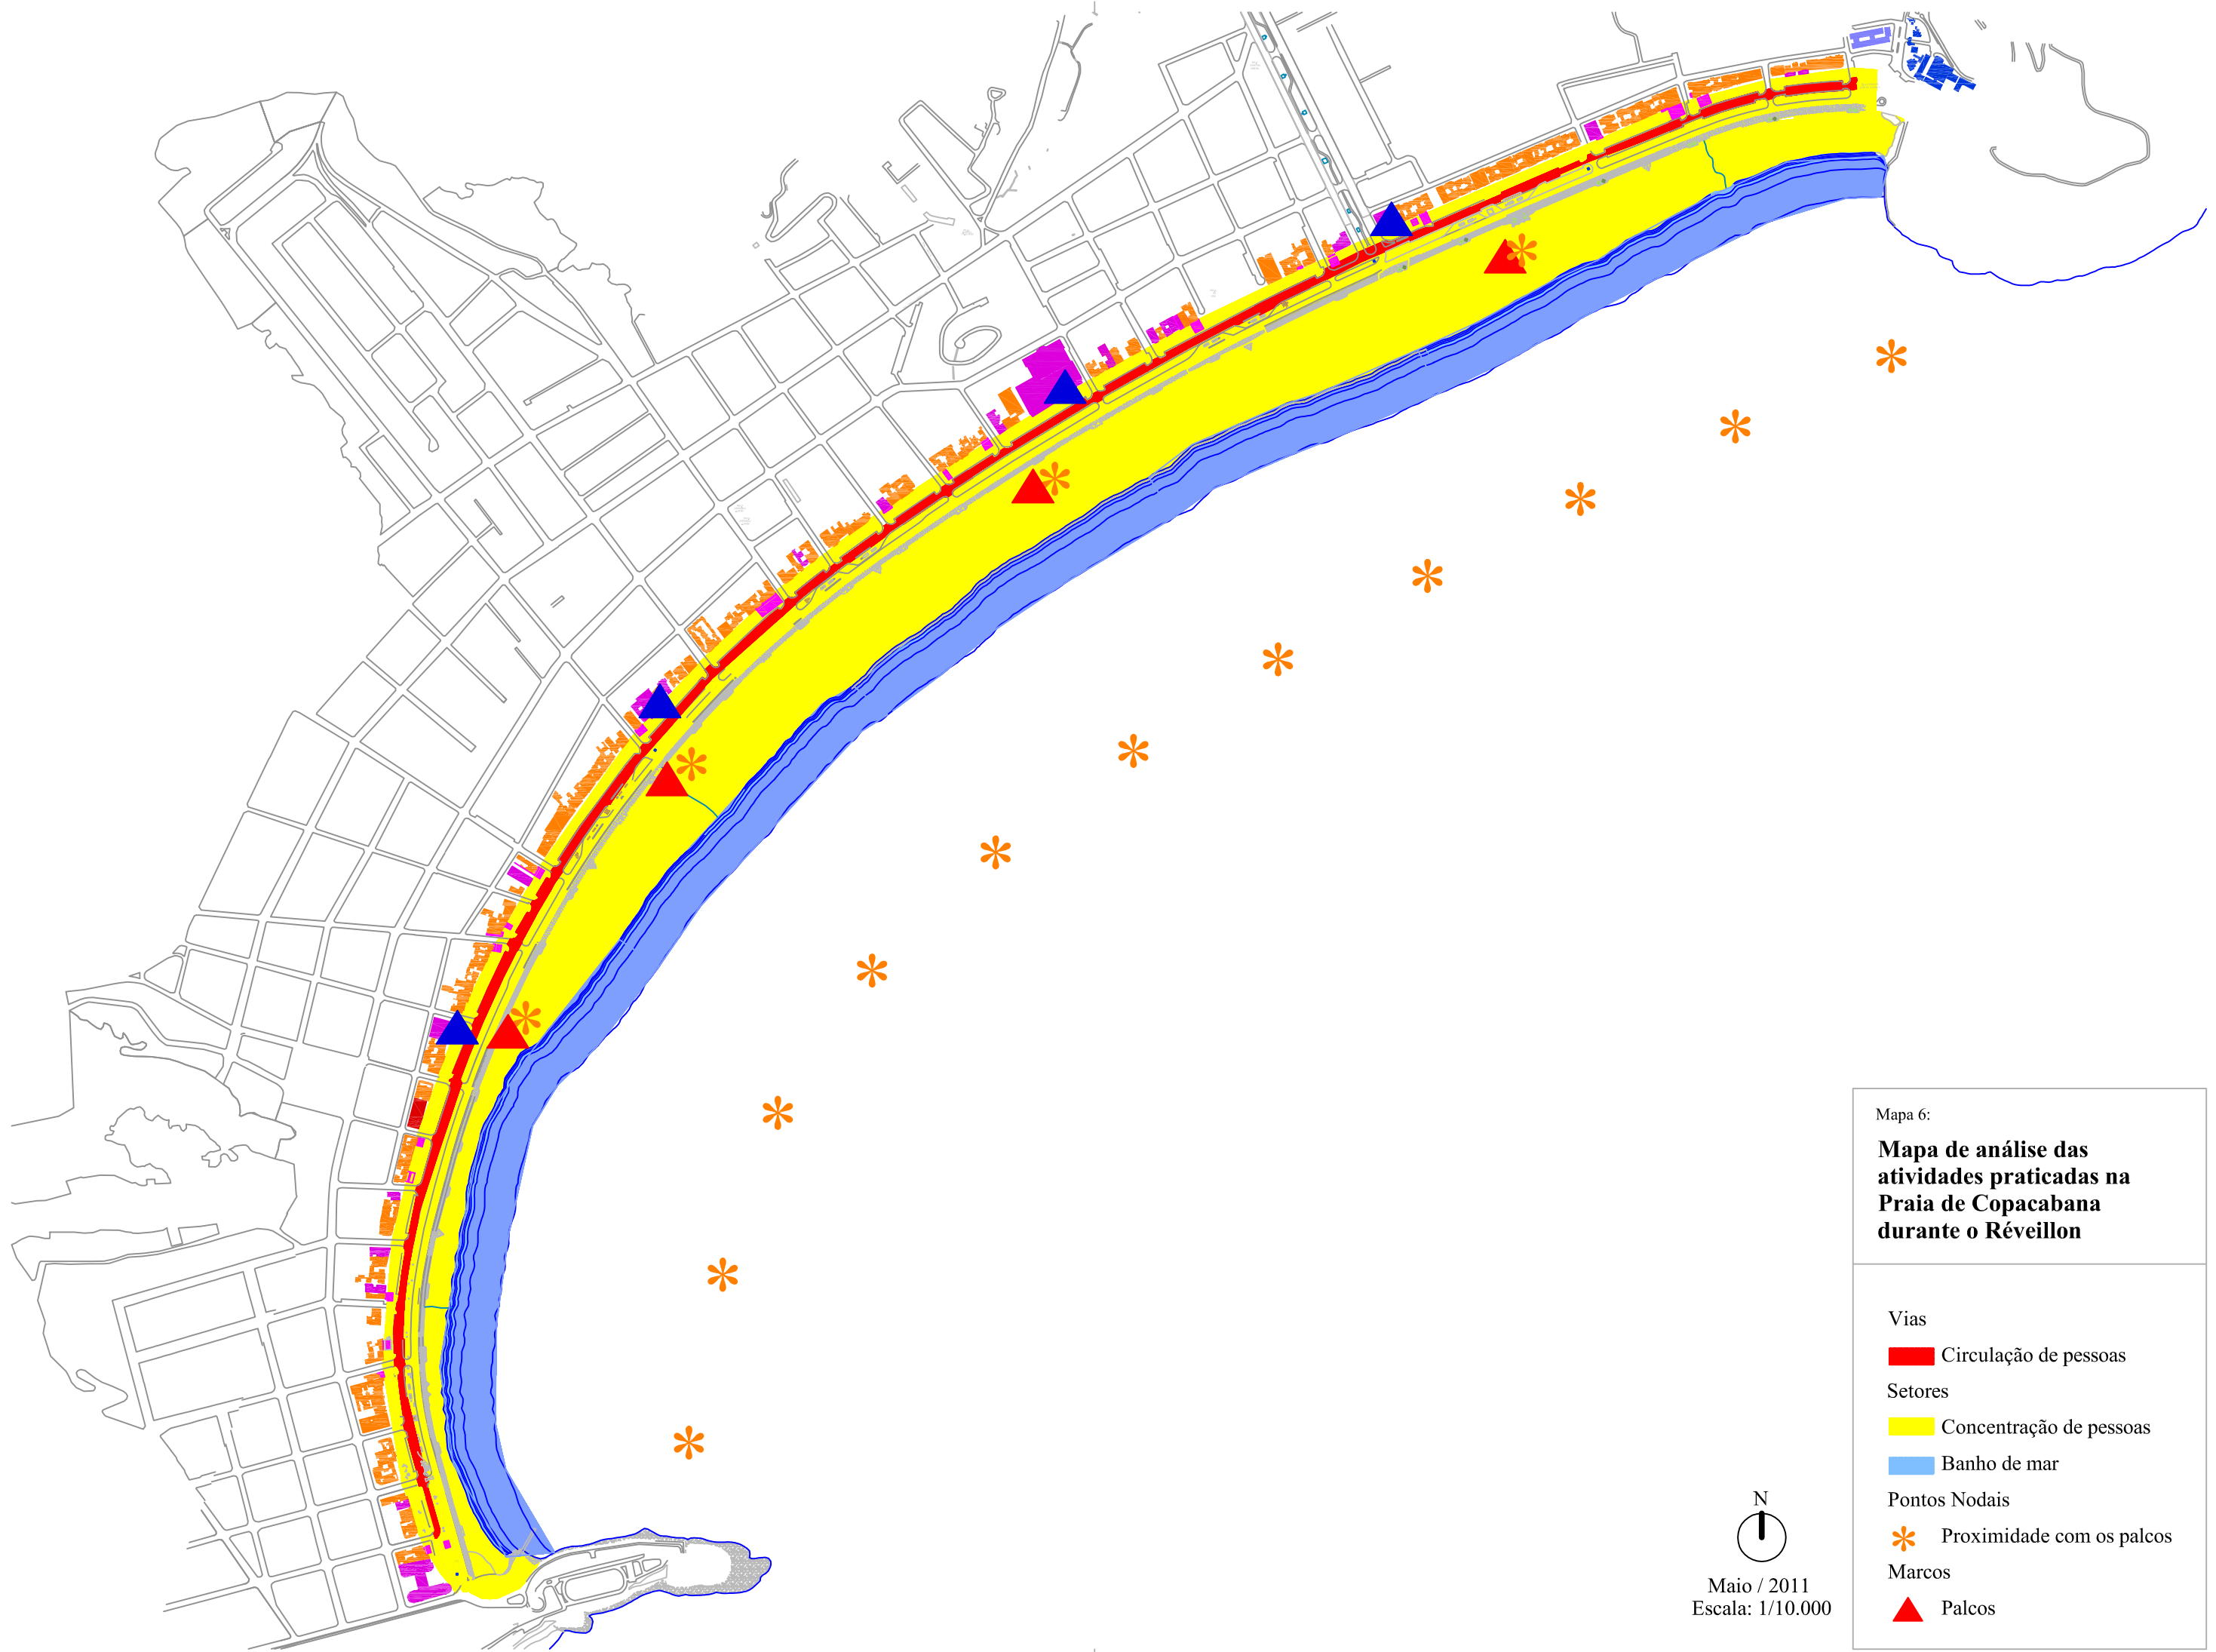 Mapa 6:
Mapa de análise das
atividades praticadas na
Praia de Copacabana
durante o Réveillon
Vias
Circulação de pessoas
Setores
Concentração de pessoas
Banho de mar
Pontos Nodais
Proximidade com os palcos
Marcos
Palcos
N
Maio / 2011
Escala: 1/10.000